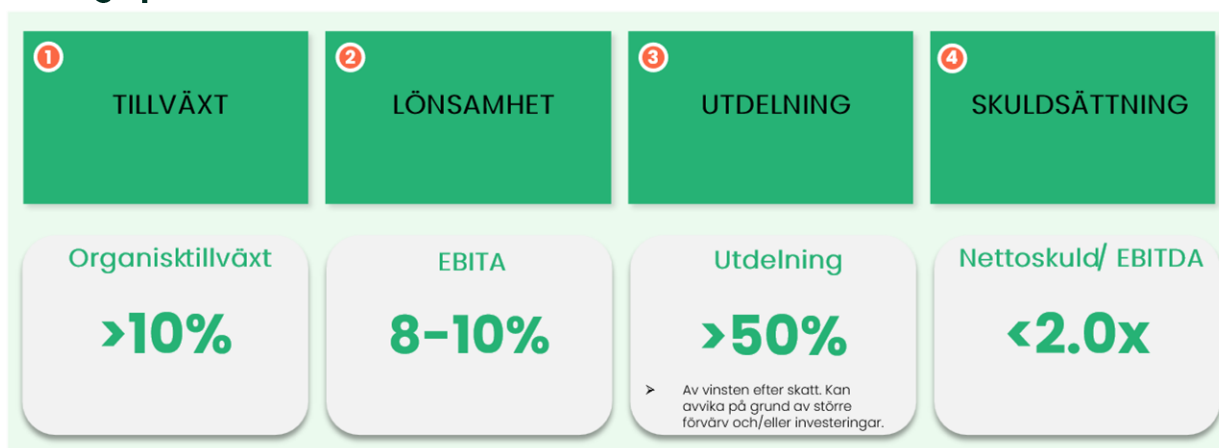 1
TILLVÄXT
2
LÖNSAMHET
3
UTDELNING
4
SKULDSÄTTNING
Organisktillväxt
>10%
EBITA
8-10%
Utdelning
>50%
➢ Av vinsten efter skatt. Kan
avvika på grund av större
förvärv och/eller investeringar.
Nettoskuld/ EBITDA
<2.0x